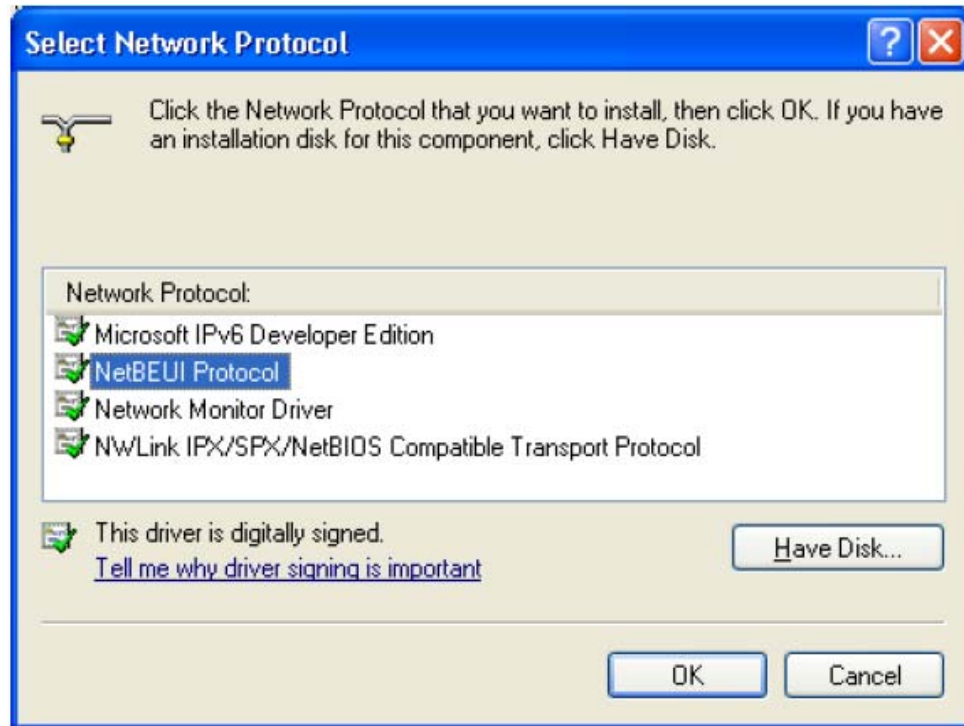 Select Network Protocol
Click the Network Protocol that you want to install, then click OK. If you have
an installation disk for this component, click Have Disk.
Network Protocol:
Microsoft IPv6 Developer Edition
NetBEUI Protocol
Network Monitor Driver
NWLink IPX/SPX/NetBIOS Compatible Transport Protocol
This driver is digitally signed.
Tell me why driver signing is important
Have Disk...
OK
Cancel